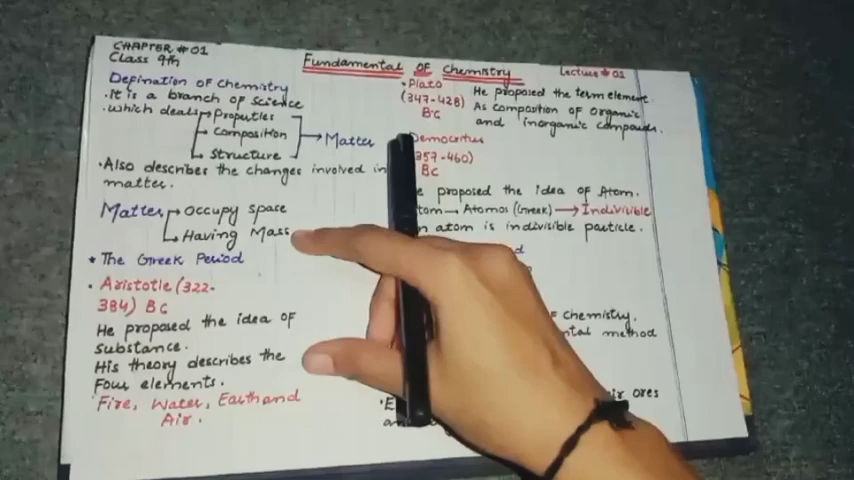 CHAPTER # 01
Class 9th
Fundamental OF Chemistry
Lecture # 01
Defination of Chemistry
. It is a branch of Science
. which deals Properties
Composition
Structure
Matter
. Also describes the changes involved in
matter.
Matter Occupy space
Having Mass
* The Greek Period
. Aristotle (322-
384) BC
He proposed the idea of
substance.
His theory describes the
Four elements.
Fire, Water, Earth and
Air.
. Plato
(347-428)
BC
He proposed the term element
As composition of organic
and inorganic compounds.
Democritus
357-460)
BC
proposed the idea of Atom.
Atomos (Greek) → Indivisible
atom is indivisible particle.
Chemistry.
method
ores